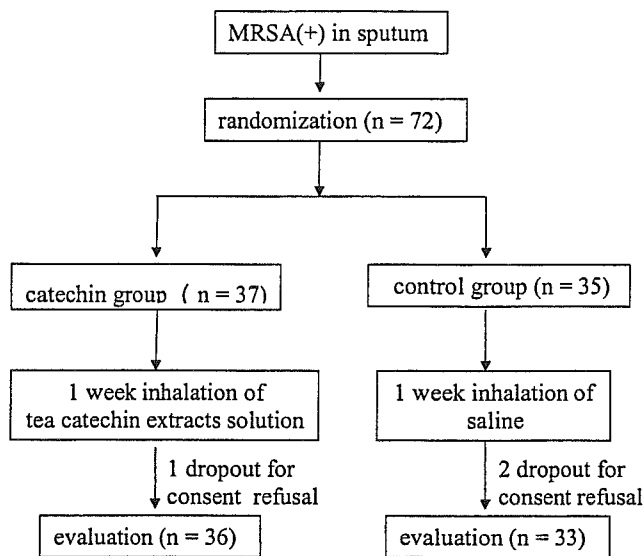 MRSA(+) in sputum
randomization (n = 72)
catechin group ( n = 37)
control group (n = 35)
1 week inhalation of
tea catechin extracts solution
1 week inhalation of
saline
1 dropout for
consent refusal
2 dropout for
consent refusal
evaluation (n = 36)
evaluation (n = 33)